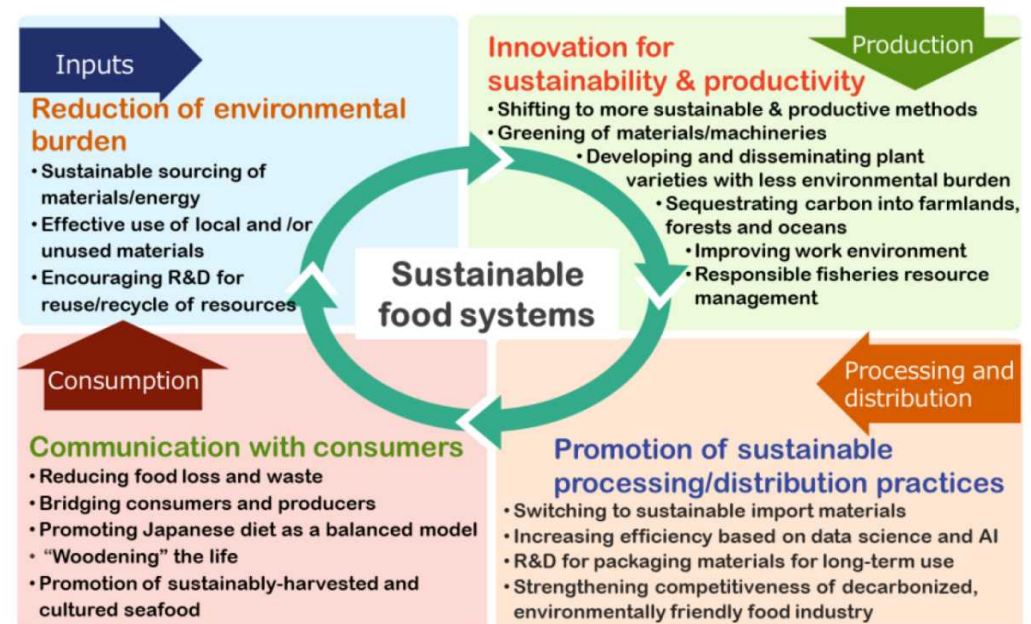 Inputs
Reduction of environmental
burden
• Sustainable sourcing of
materials/energy
• Effective use of local and /or
unused materials
• Encouraging R&D for
reuse/recycle of resources
Production
Innovation for
sustainability & productivity
• Shifting to more sustainable & productive methods
• Greening of materials/machineries
• Developing and disseminating plant
varieties with less environmental burden
• Sequestrating carbon into farmlands,
forests and oceans
• Improving work environment
• Responsible fisheries resource
management
Sustainable
food systems
Consumption
Communication with consumers
• Reducing food loss and waste
• Bridging consumers and producers
• Promoting Japanese diet as a balanced model
• "Woodening" the life
• Promotion of sustainably-harvested and
cultured seafood
Processing and
distribution
Promotion of sustainable
processing/distribution practices
• Switching to sustainable import materials
• Increasing efficiency based on data science and AI
• R&D for packaging materials for long-term use
• Strengthening competitiveness of decarbonized,
environmentally friendly food industry